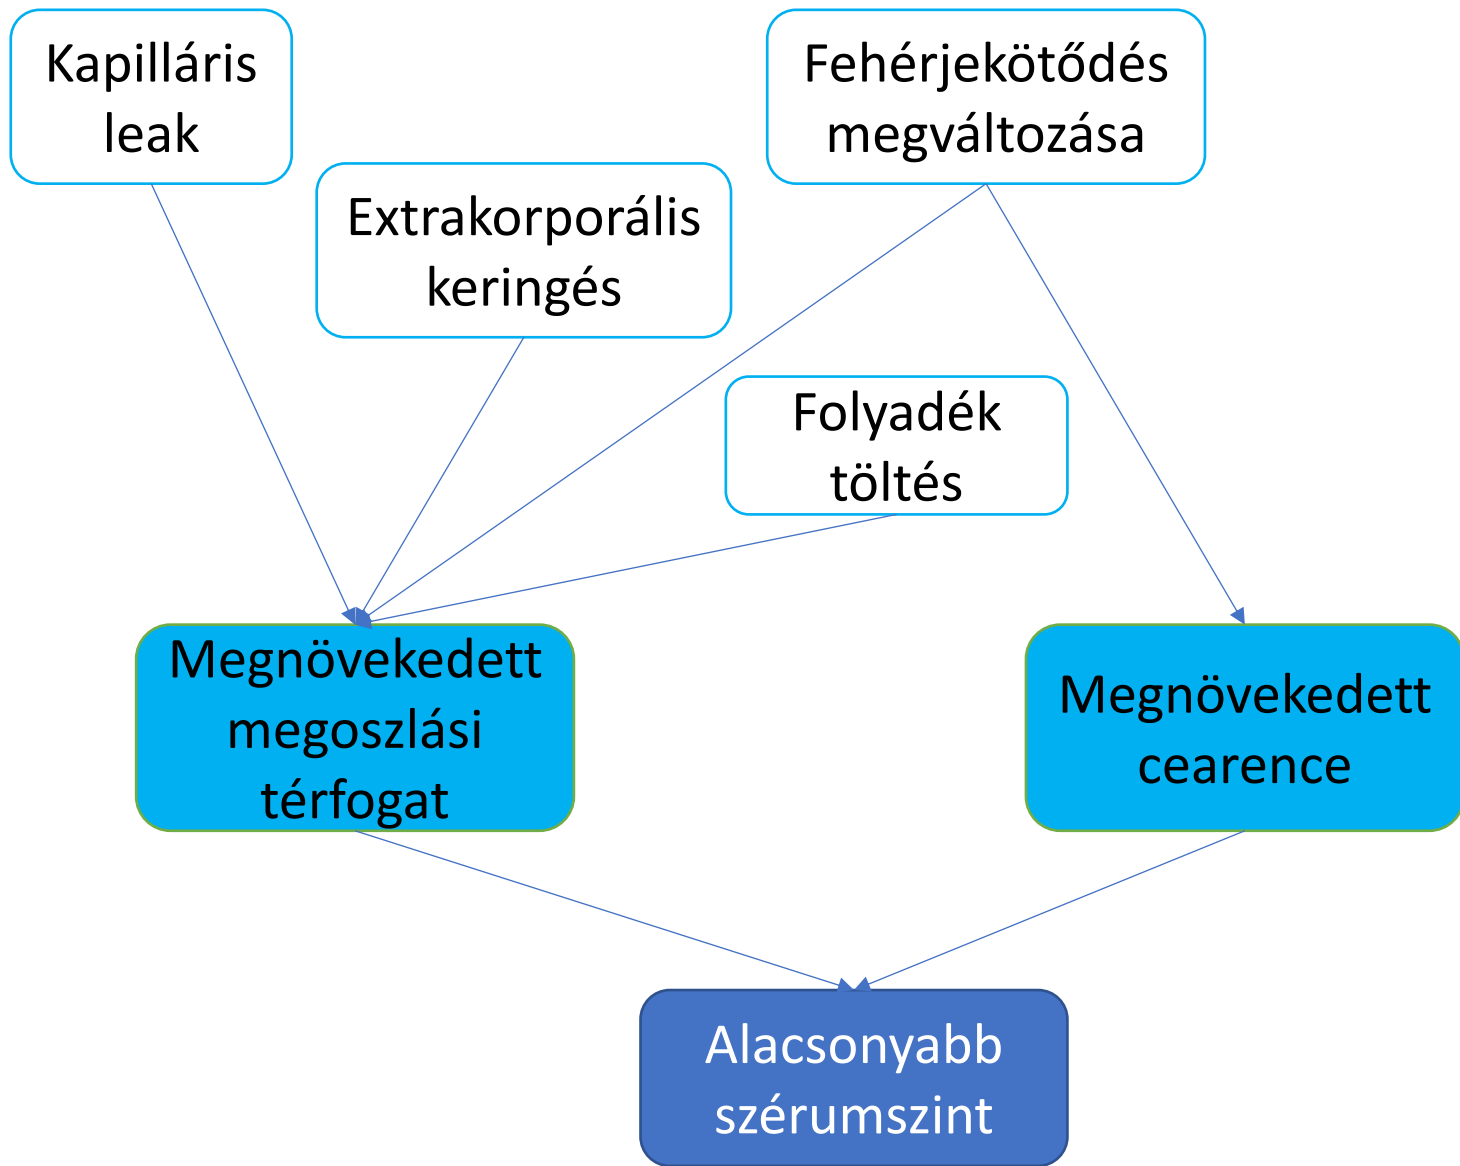 Kapilláris
leak
Fehérjekötődés
megváltozása
Extrakorporális
keringés
Folyadék
töltés
Megnövekedett
megoszlási
térfogat
Megnövekedett
cearence
Alacsonyabb
szérumszint